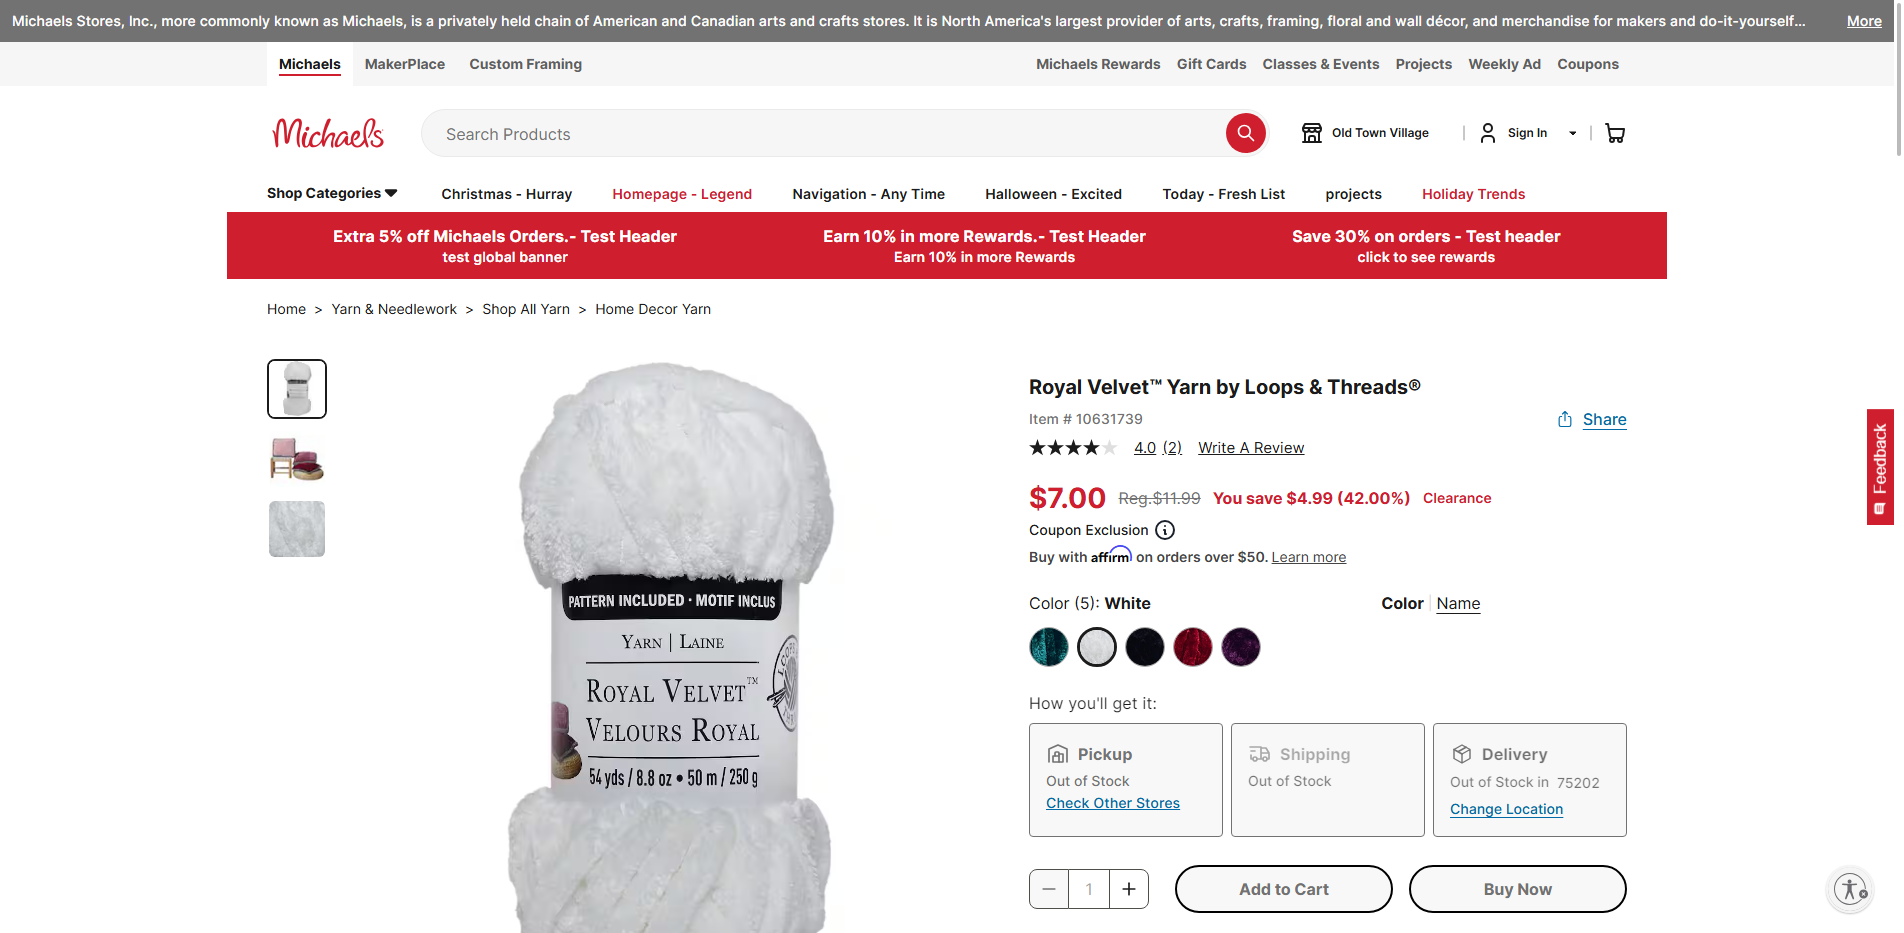 Michaels Stores, Inc., more commonly known as Michaels, is a privately held chain of American and Canadian arts and crafts stores. It is North America's largest provider of arts, crafts, framing, floral and wall décor, and merchandise for makers and do-it-yourself... More
Michaels MakerPlace Custom Framing Michaels Rewards Gift Cards Classes & Events Projects Weekly Ad Coupons
Michaels Search Products Old Town Village Sign In
Shop Categories Christmas - Hurray Homepage - Legend Navigation - Any Time Halloween - Excited Today - Fresh List projects Holiday Trends
Extra 5% off Michaels Orders.- Test Header
test global banner
Earn 10% in more Rewards.- Test Header
Earn 10% in more Rewards
Save 30% on orders - Test header
click to see rewards
Home > Yarn & Needlework > Shop All Yarn > Home Decor Yarn
PATTERN INCLUDED • MOTIF INCLUS
YARN | LAINE
ROYAL VELVET™
VELOURS ROYAL
54 yds / 8.8 oz • 50 m / 250 g
Royal Velvet™ Yarn by Loops & Threads®
Item # 10631739
Share
4.0 (2) Write A Review
$7.00 Reg.$11.99 You save $4.99 (42.00%) Clearance
Coupon Exclusion
Buy with affirm on orders over $50. Learn more
Color (5): White
Color | Name
How you'll get it:
Pickup
Out of Stock
Check Other Stores
Shipping
Out of Stock
Delivery
Out of Stock in 75202
Change Location
1
Add to Cart
Buy Now
Feedback